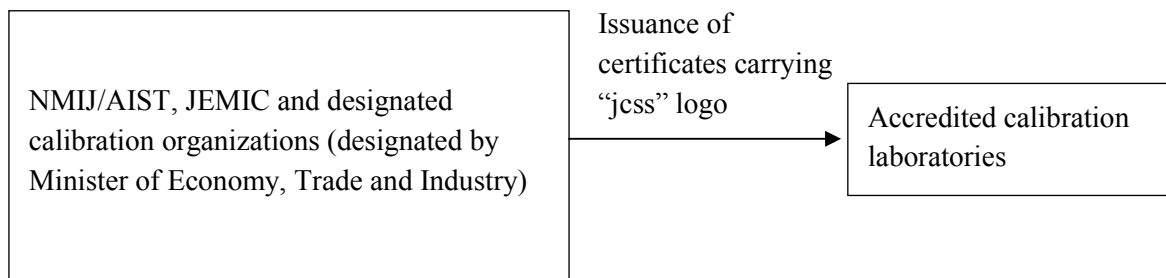 NMIJ/AIST, JEMIC and designated
calibration organizations (designated by
Minister of Economy, Trade and Industry)
Issuance of
certificates carrying
“jcss” logo
Accredited calibration
laboratories